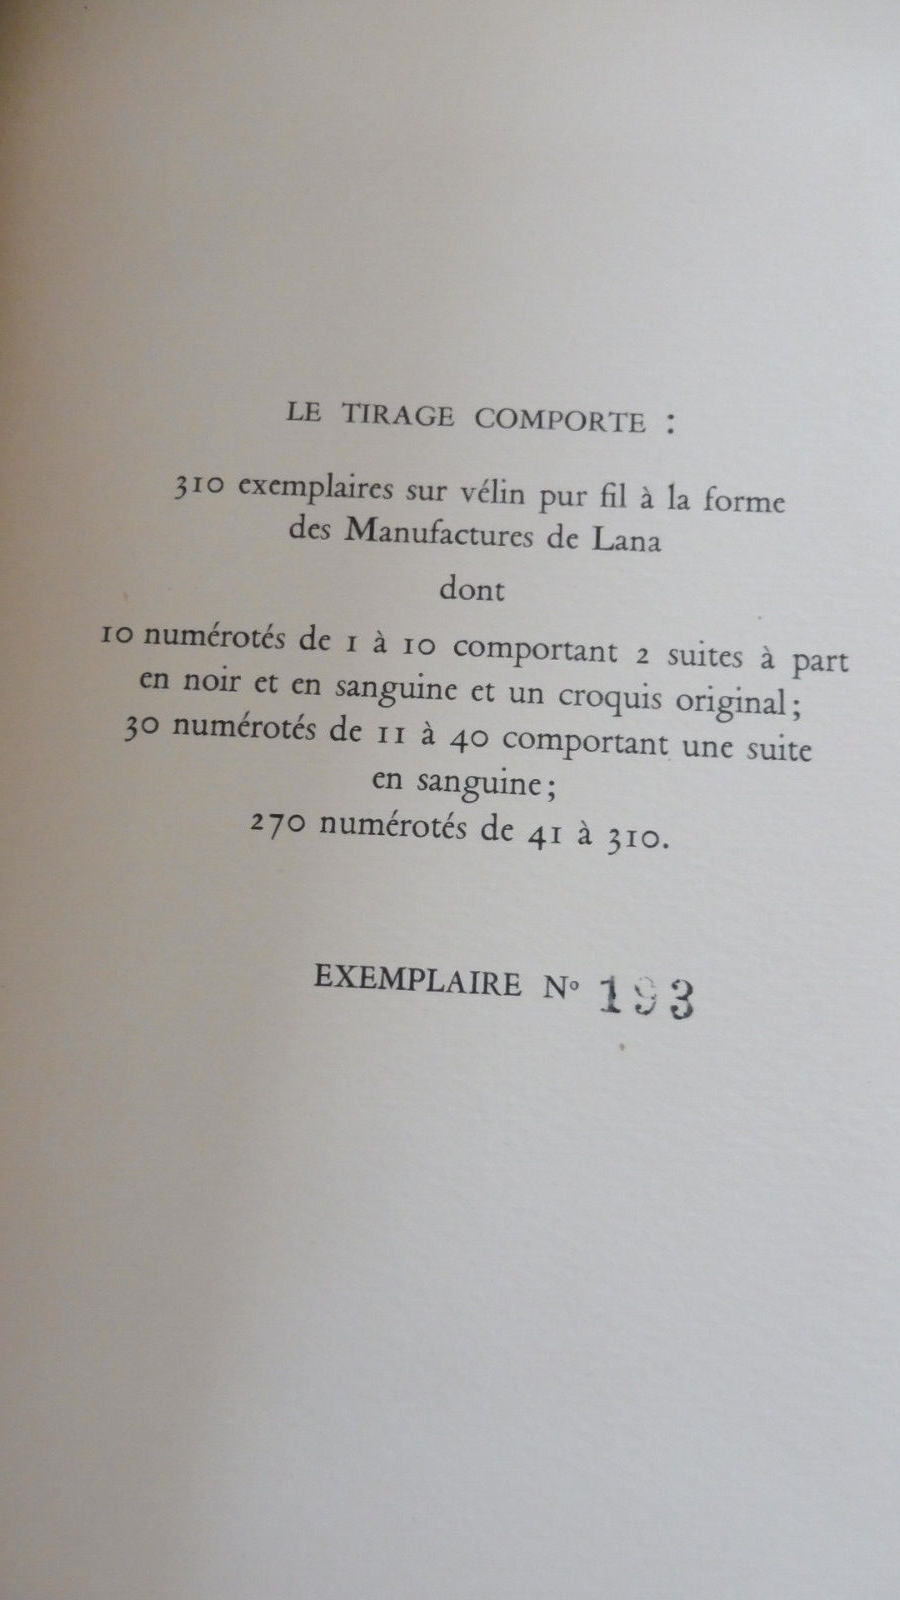 LE TIRAGE COMPORTE :
310 exemplaires sur vélin pur fil à la forme
des Manufactures de Lana
dont
10 numérotés de 1 à 10 comportant 2 suites à part
en noir et en sanguine et un croquis original ;
30 numérotés de 11 à 40 comportant une suite
en sanguine ;
270 numérotés de 41 à 310.
EXEMPLAIRE Nº 193